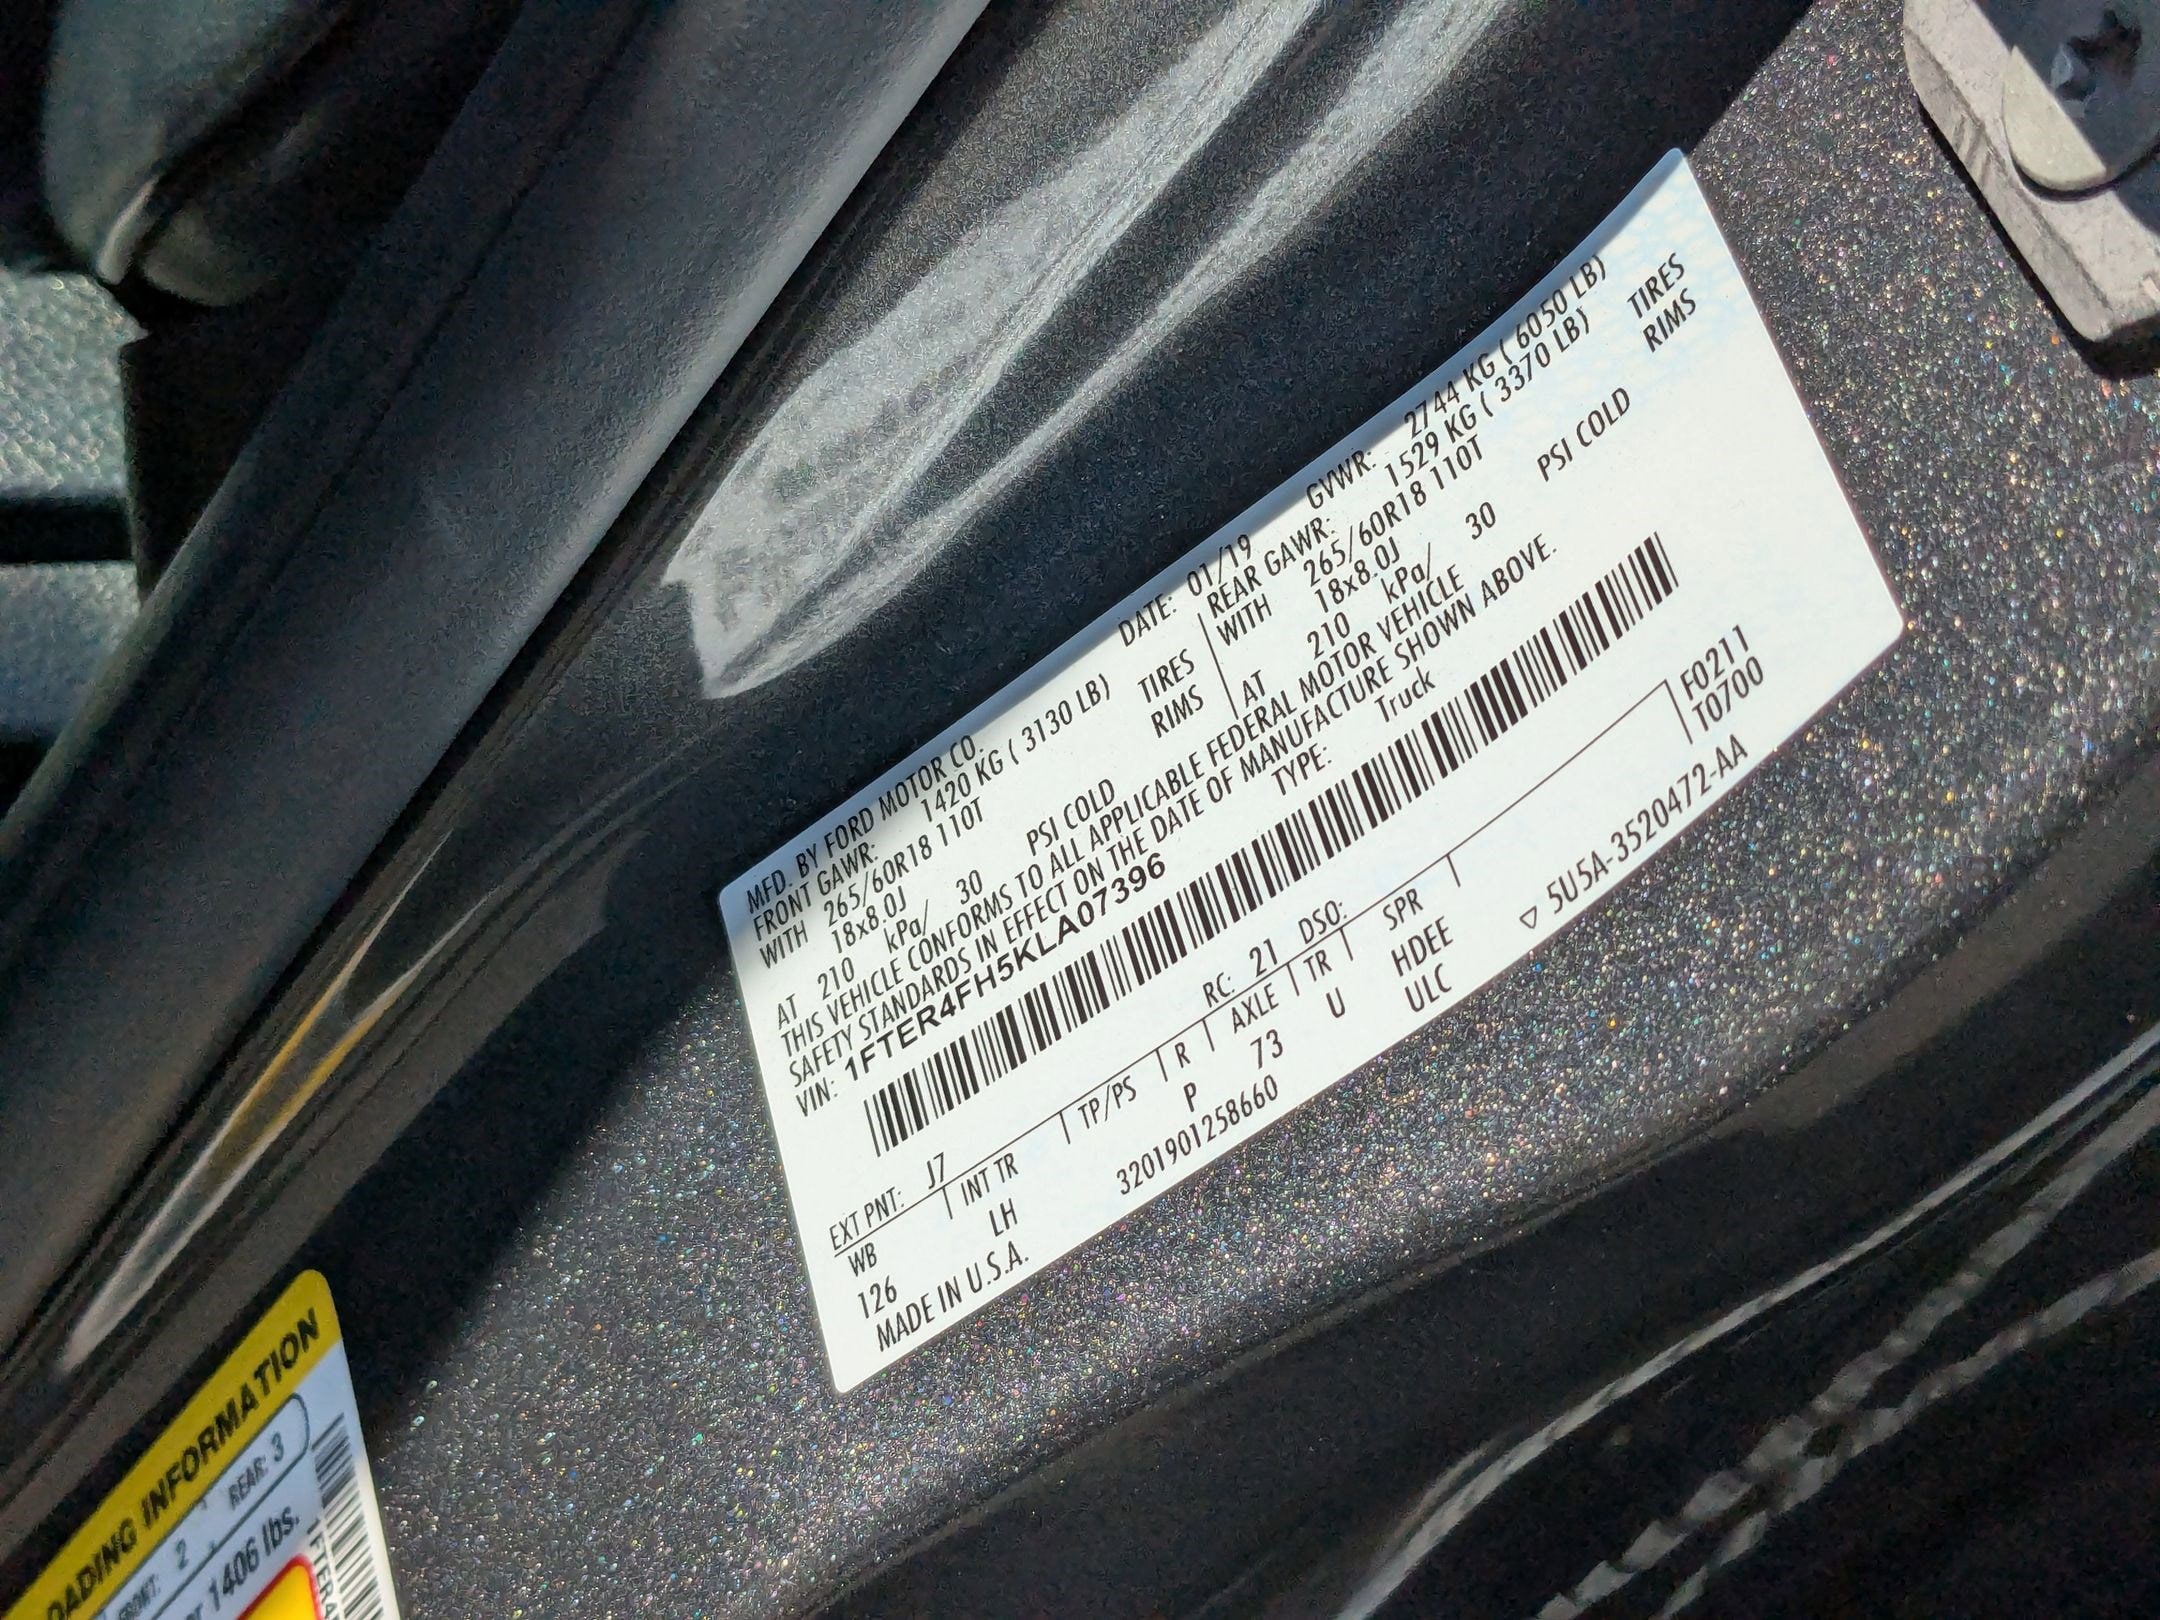 MFD. BY FORD MOTOR CO. DATE: 01/19 GVWR: 2744 KG ( 6050 LB)
FRONT GAWR: 1420 KG ( 3130 LB) REAR GAWR: 1529 KG ( 3370 LB)
WITH 265/60R18 110T TIRES WITH 265/60R18 110T TIRES
18x8.0J RIMS 18x8.0J RIMS
AT 210 kPa/ 30 PSI COLD AT 210 kPa/ 30 PSI COLD
THIS VEHICLE CONFORMS TO ALL APPLICABLE FEDERAL MOTOR VEHICLE
SAFETY STANDARDS IN EFFECT ON THE DATE OF MANUFACTURE SHOWN ABOVE.
VIN: 1FTER4FH5KLA07396 TYPE: Truck
EXT PNT: J7 RC: 21 DSO: F0211
WB INT TR TP/PS R AXLE TR SPR T0700
126 LH P 73 U HDEE
ULC
MADE IN U.S.A. 3201901258660 ▽ 5U5A-3520472-AA
ADING INFORMATION
2 REAR: 3
1406 lbs.
1FTER4